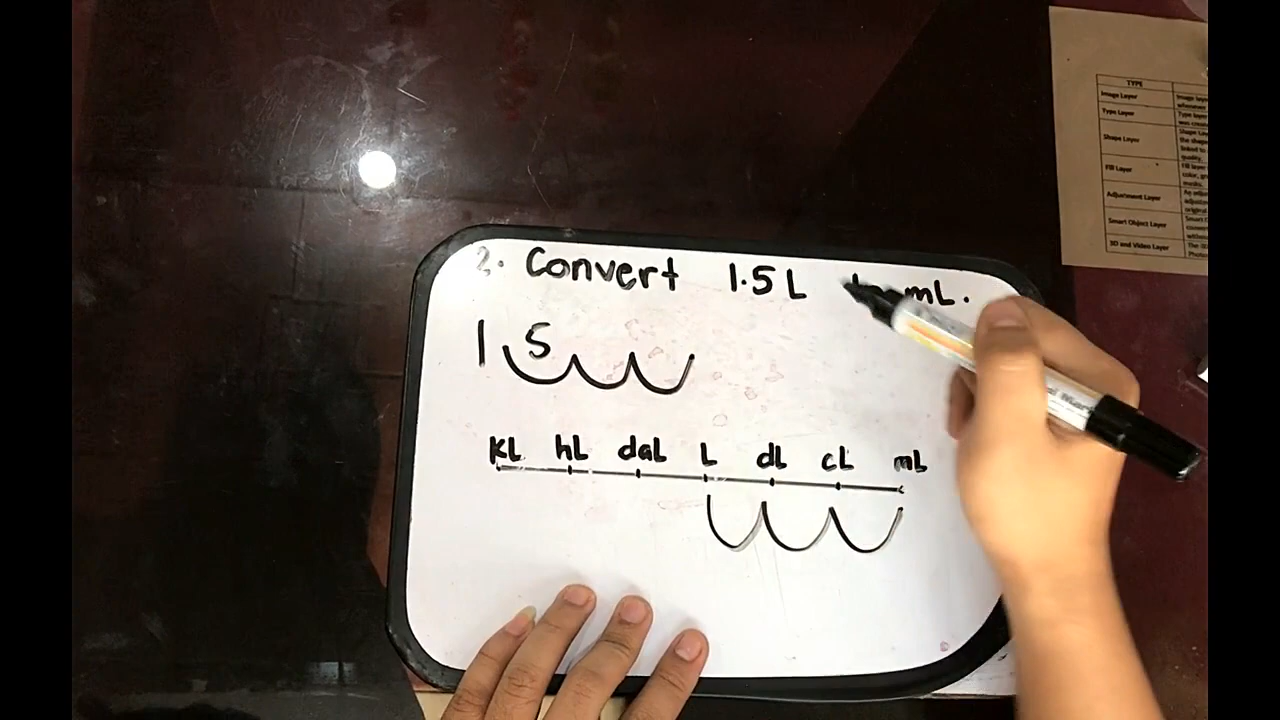 2. Convert 1.5 L to mL.
1 5
KL hL daL L dL cL mL
TYPE
Image Layer
Type Layer
Shape Layer
Fill Layer
Adjustment Layer
Smart Object Layer
3D and Video Layer